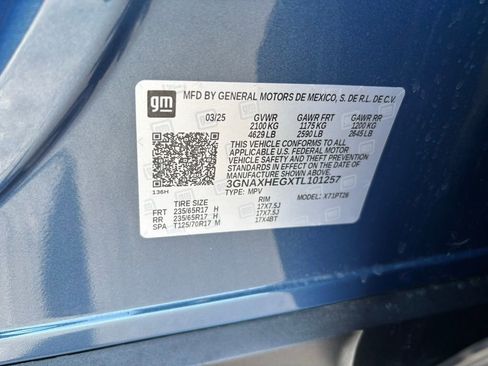 gm
MFD BY GENERAL MOTORS DE MEXICO, S. DE R.L. DE C.V.
03/25 GVWR GAWR FRT GAWR RR
2100 KG 1175 KG 1200 KG
4629 LB 2590 LB 2645 LB
THIS VEHICLE CONFORMS TO ALL
APPLICABLE U.S. FEDERAL MOTOR
VEHICLE SAFETY, BUMPER, AND THEFT
PREVENTION STANDARDS IN EFFECT ON
THE DATE OF MANUFACTURE SHOWN ABOVE.
3GNAXHEGXTL101257
136H TYPE: MPV MODEL: X71PT26
TIRE SIZE RIM
FRT 235/65R17 H 17X7.5J
RR 235/65R17 H 17X7.5J
SPA T125/70R17 M 17X4BT